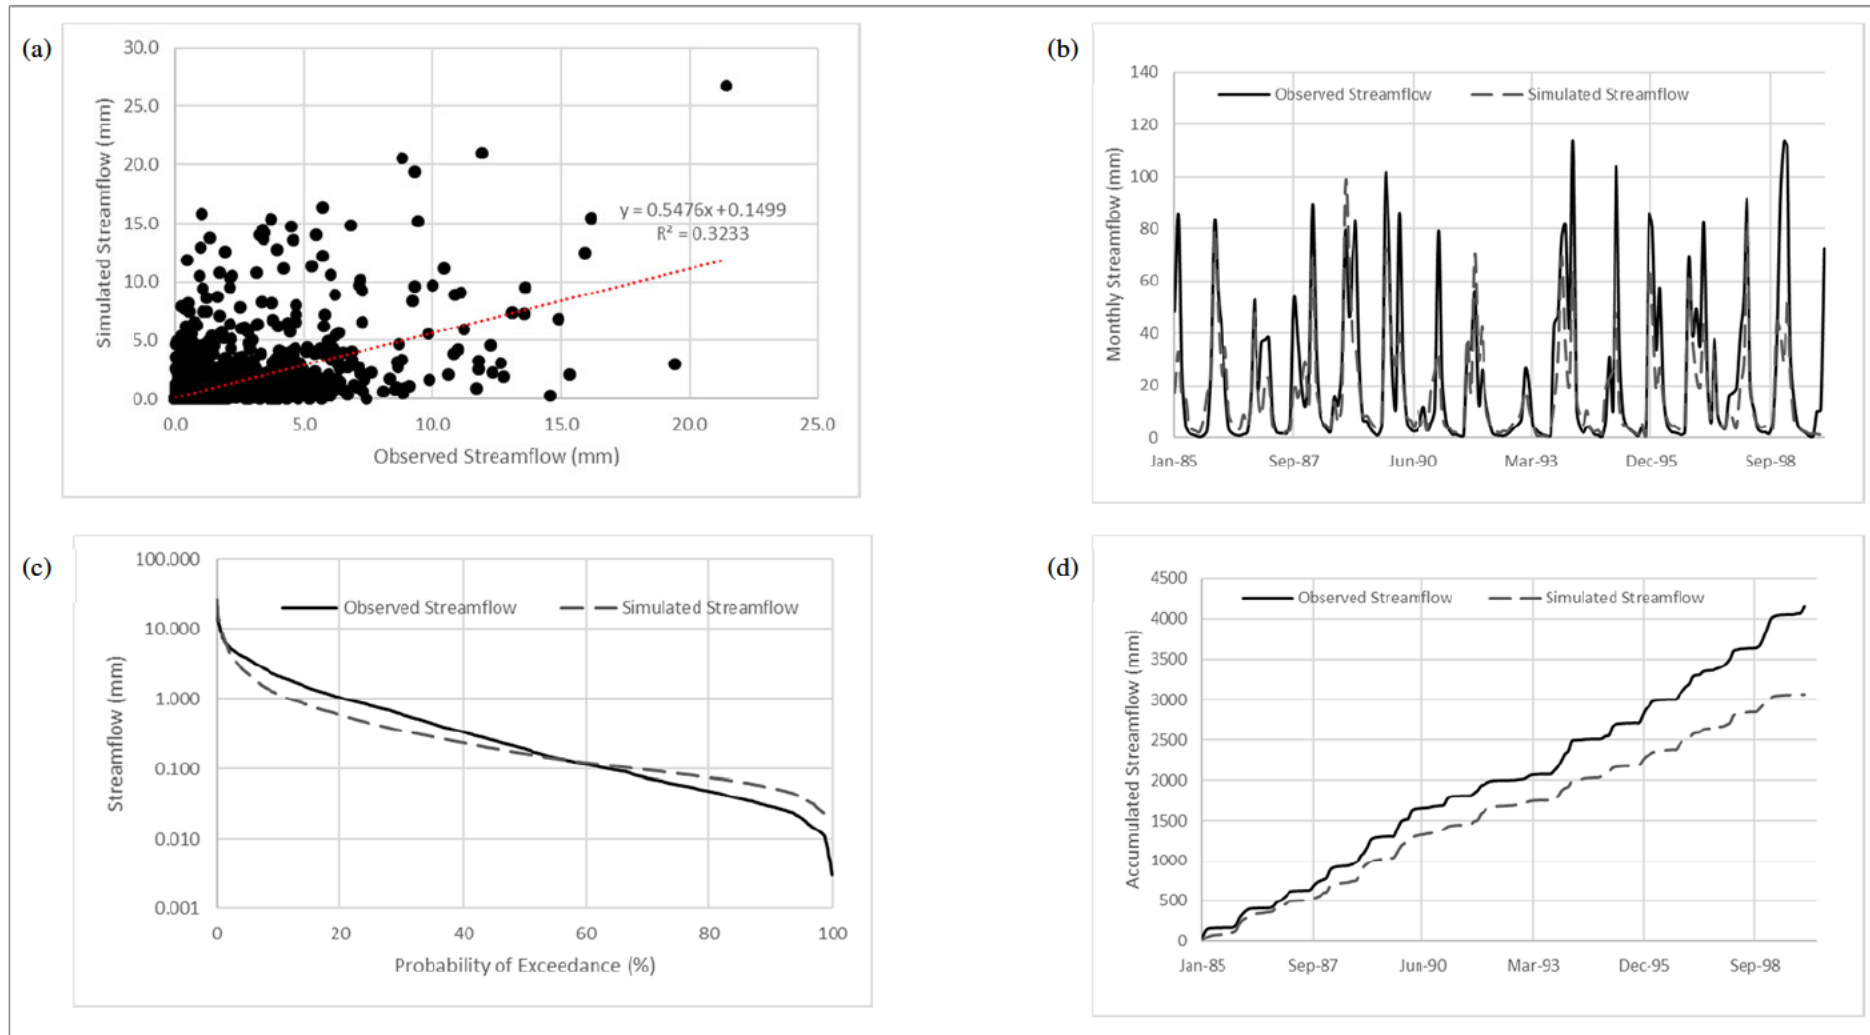 (a)
30.0
25.0
20.0
15.0
10.0
5.0
0.0
Simulated Streamflow (mm)
y = 0.5476x + 0.1499
R² = 0.3233
0.0 5.0 10.0 15.0 20.0 25.0
Observed Streamflow (mm)
(b)
140
120
100
80
60
40
20
0
Monthly Streamflow (mm)
Observed Streamflow Simulated Streamflow
Jan-85 Sep-87 Jun-90 Mar-93 Dec-95 Sep-98
(c)
100.000
10.000
1.000
0.100
0.010
0.001
Streamflow (mm)
Observed Streamflow Simulated Streamflow
0 20 40 60 80 100
Probability of Exceedance (%)
(d)
4500
4000
3500
3000
2500
2000
1500
1000
500
0
Accumulated Streamflow (mm)
Observed Streamflow Simulated Streamflow
Jan-85 Sep-87 Jun-90 Mar-93 Dec-95 Sep-98